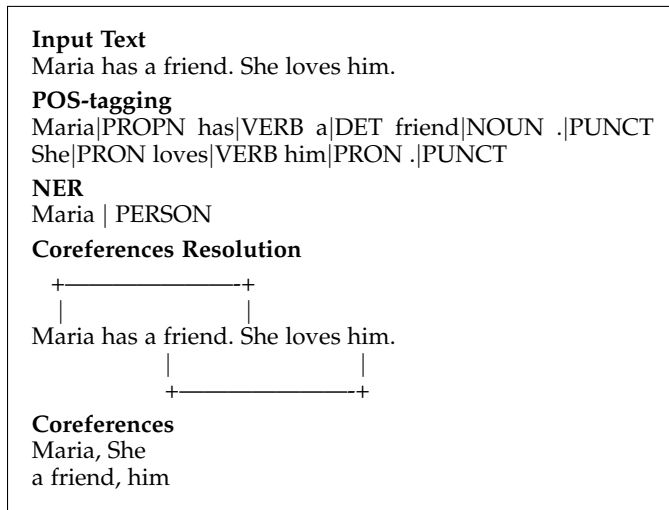 Input Text
Maria has a friend. She loves him.
POS-tagging
Maria|PROPN has|VERB a|DET friend|NOUN .|PUNCT
She|PRON loves|VERB him|PRON .|PUNCT
NER
Maria | PERSON
Coreferences Resolution
+————————-+
| |
Maria has a friend. She loves him.
| |
+————————-+
Coreferences
Maria, She
a friend, him